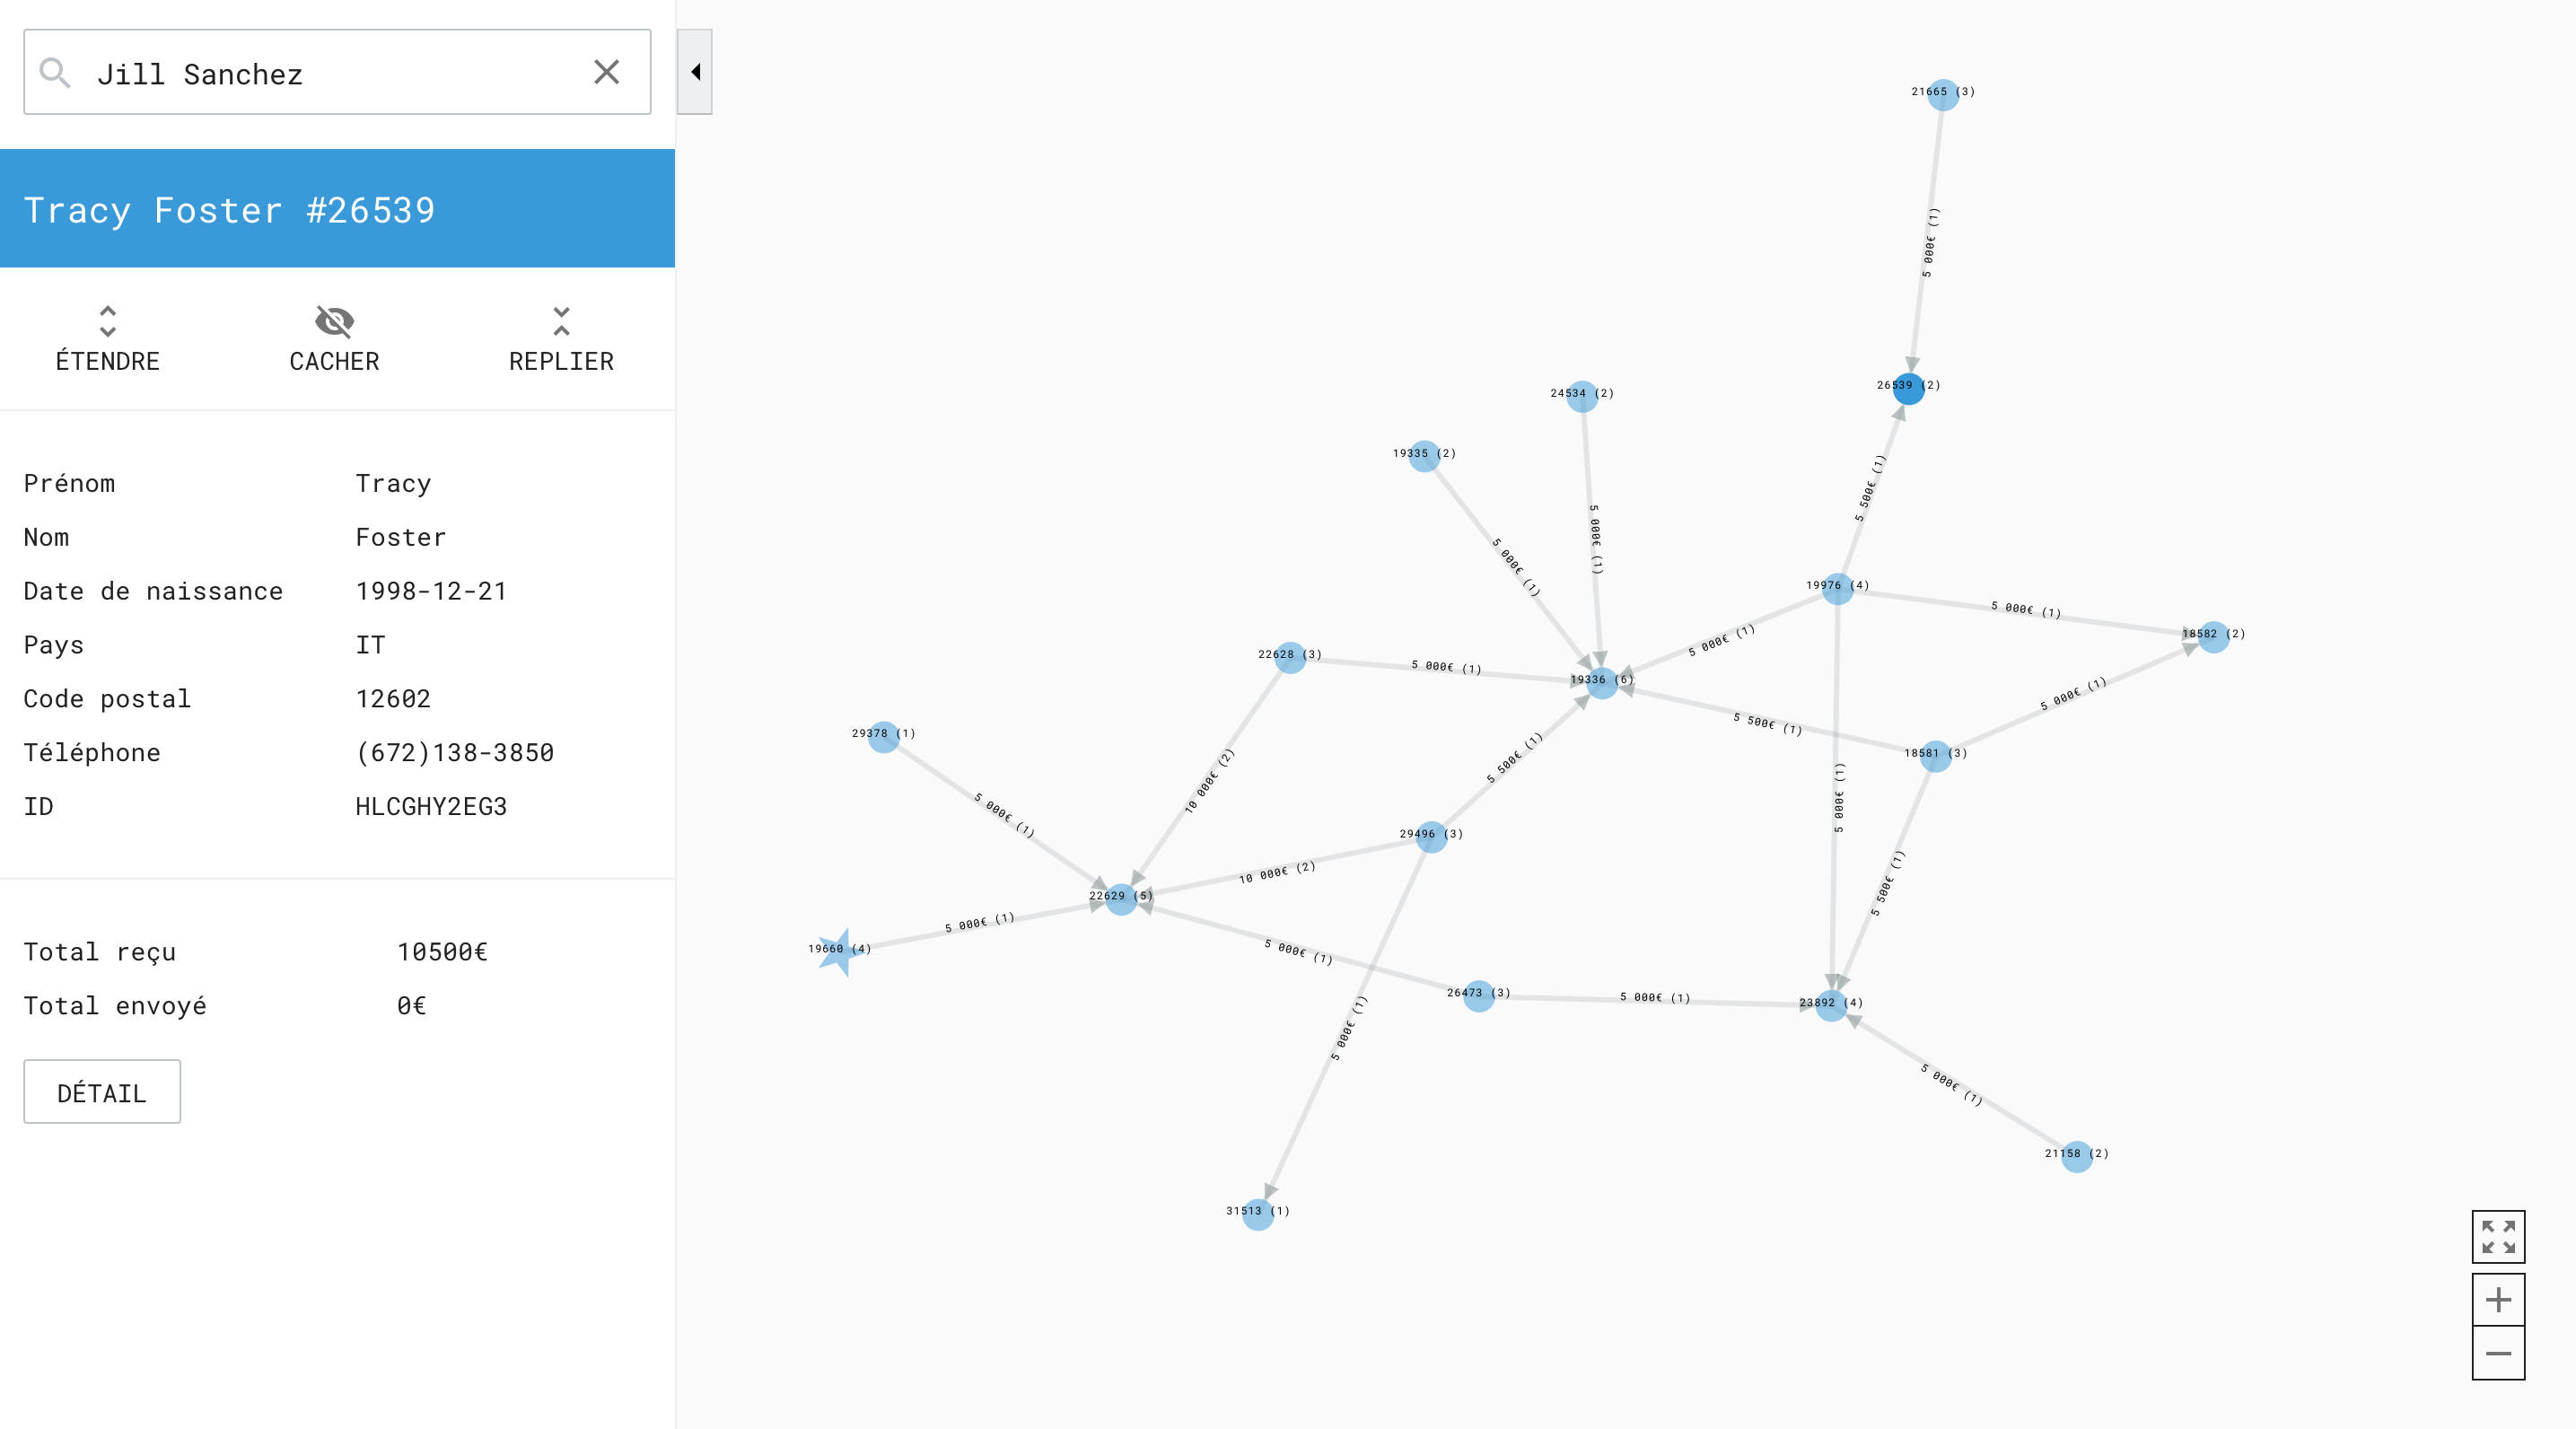 Jill Sanchez
Tracy Foster #26539
ÉTENDRE CACHER REPLIER
Prénom Tracy
Nom Foster
Date de naissance 1998-12-21
Pays IT
Code postal 12602
Téléphone (672)138-3850
ID HLCGHY2EG3
Total reçu 10500€
Total envoyé 0€
DÉTAIL
21665 (3)
5 000€ (1)
26539 (2)
24534 (2)
19335 (2)
5 500€ (1)
5 000€ (1)
5 000€ (1)
19976 (4)
5 000€ (1)
18582 (2)
5 000€ (1)
22628 (3)
5 000€ (1)
19336 (6)
5 000€ (1)
5 500€ (1)
29378 (1)
18581 (3)
5 500€ (1)
10 000€ (2)
5 000€ (1)
5 000€ (1)
29496 (3)
10 000€ (2)
5 500€ (1)
22629 (5)
5 000€ (1)
19660 (4)
5 000€ (1)
26473 (3)
5 000€ (1)
23892 (4)
5 000€ (1)
5 000€ (1)
21158 (2)
31513 (1)